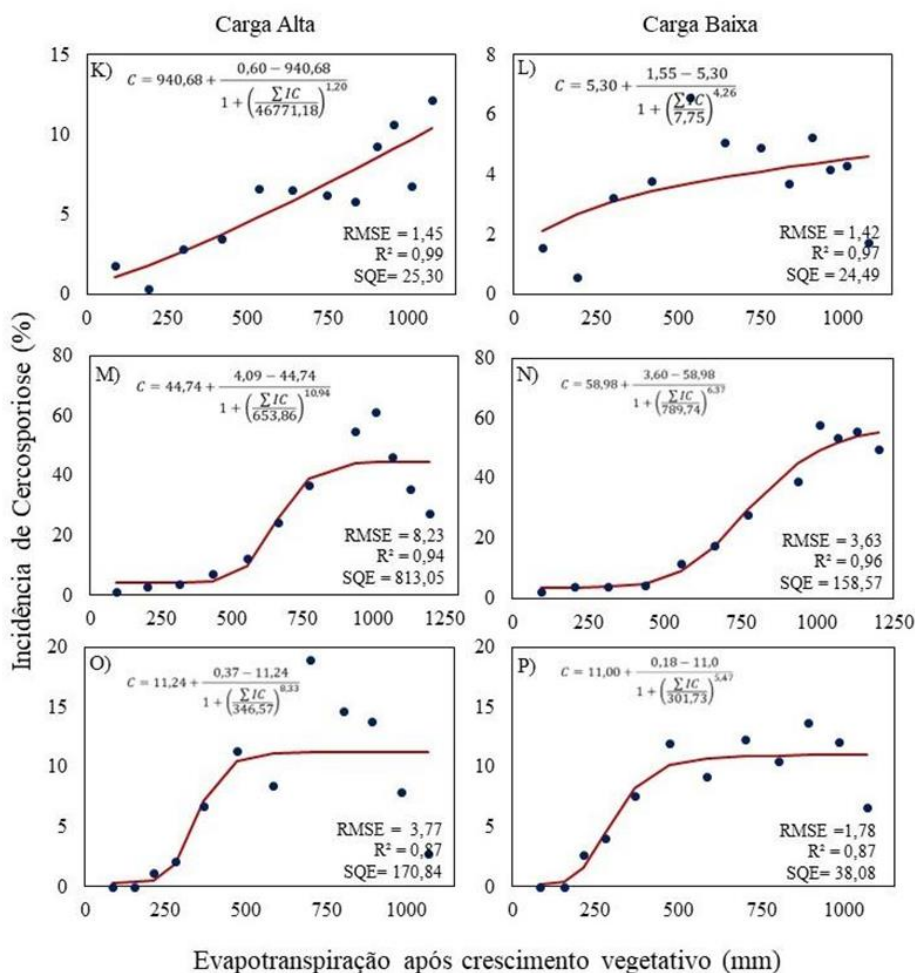 Carga Alta
Carga Baixa
Incidência de Cercosporiose (%)
K)
C = 940,68 + (0,60 − 940,68) / (1 + (∑IC / 46771,18)^1,20)
RMSE = 1,45
R² = 0,99
SQE= 25,30
15
10
5
0
0 250 500 750 1000
L)
C = 5,30 + (1,55 − 5,30) / (1 + (∑IC / 7,75)^4,26)
RMSE = 1,42
R² = 0,97
SQE= 24,49
8
6
4
2
0
0 250 500 750 1000
M)
C = 44,74 + (4,09 − 44,74) / (1 + (∑IC / 653,86)^10,94)
RMSE = 8,23
R² = 0,94
SQE = 813,05
80
60
40
20
0
0 250 500 750 1000 1250
N)
C = 58,98 + (3,60 − 58,98) / (1 + (∑IC / 789,74)^6,37)
RMSE = 3,63
R² = 0,96
SQE = 158,57
80
60
40
20
0
0 250 500 750 1000 1250
O)
C = 11,24 + (0,37 − 11,24) / (1 + (∑IC / 346,57)^8,33)
RMSE = 3,77
R² = 0,87
SQE= 170,84
20
15
10
5
0
0 250 500 750 1000
P)
C = 11,00 + (0,18 − 11,0) / (1 + (∑IC / 301,73)^5,47)
RMSE =1,78
R² = 0,87
SQE= 38,08
20
15
10
5
0
0 250 500 750 1000
Evapotranspiração após crescimento vegetativo (mm)